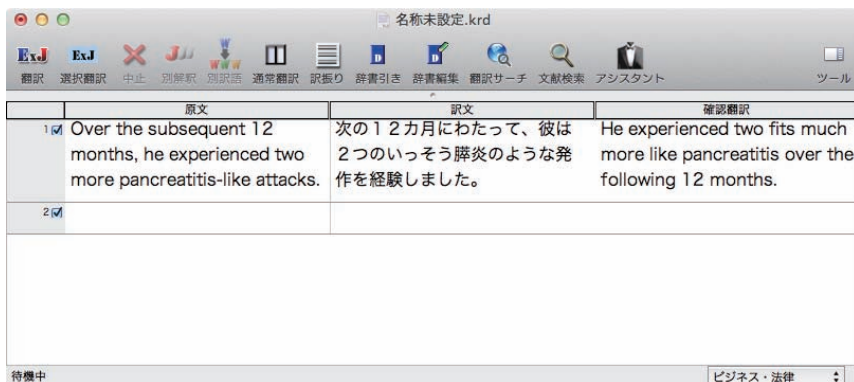 名称未設定.krd
ExJ ExJ J W WWW D D
翻訳 選択翻訳 中止 別解釈 別訳語 通常翻訳 訳振り 辞書引き 辞書編集 翻訳サーチ 文献検索 アシスタント ツール
原文 訳文 確認翻訳
1 Over the subsequent 12 months, he experienced two more pancreatitis-like attacks.
次の12カ月にわたって、彼は
2つのいっそう膵炎のような発
作を経験しました。
He experienced two fits much
more like pancreatitis over the
following 12 months.
2
待機中 ビジネス・法律